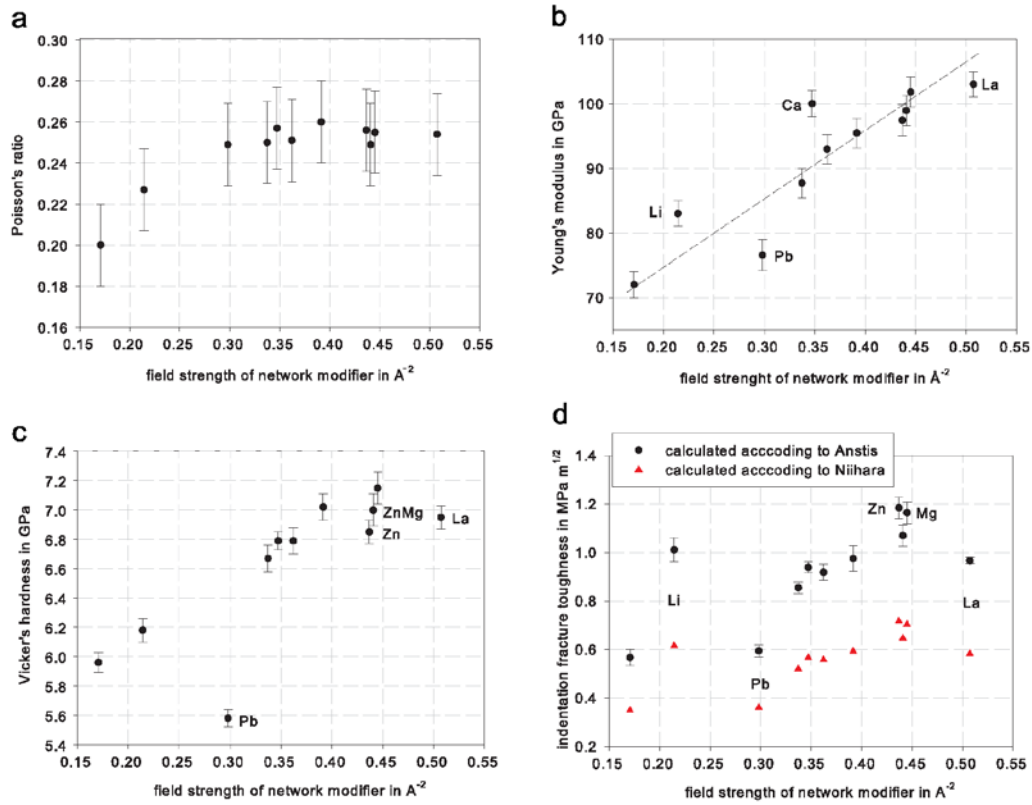 a
0.30
0.28
0.26
0.24
0.22
0.20
0.18
0.16
Poisson's ratio
0.15 0.20 0.25 0.30 0.35 0.40 0.45 0.50 0.55
field strength of network modifier in A-2
b
110
100
90
80
70
Young's modulus in GPa
Li
Pb
Ca
La
0.15 0.20 0.25 0.30 0.35 0.40 0.45 0.50 0.55
field strenght of network modifier in Å-2
c
7.4
7.2
7.0
6.8
6.6
6.4
6.2
6.0
5.8
5.6
5.4
Vicker's hardness in GPa
ZnMg
Zn
La
Pb
0.15 0.20 0.25 0.30 0.35 0.40 0.45 0.50 0.55
field strength of network modifier in A-2
d
calculated acccoding to Anstis
calculated acccoding to Niihara
1.4
1.2
1.0
0.8
0.6
0.4
0.2
indentation fracture toughness in MPa m1/2
Zn
Mg
Li
La
Pb
0.15 0.20 0.25 0.30 0.35 0.40 0.45 0.50 0.55
field strength of network modifier in A-2